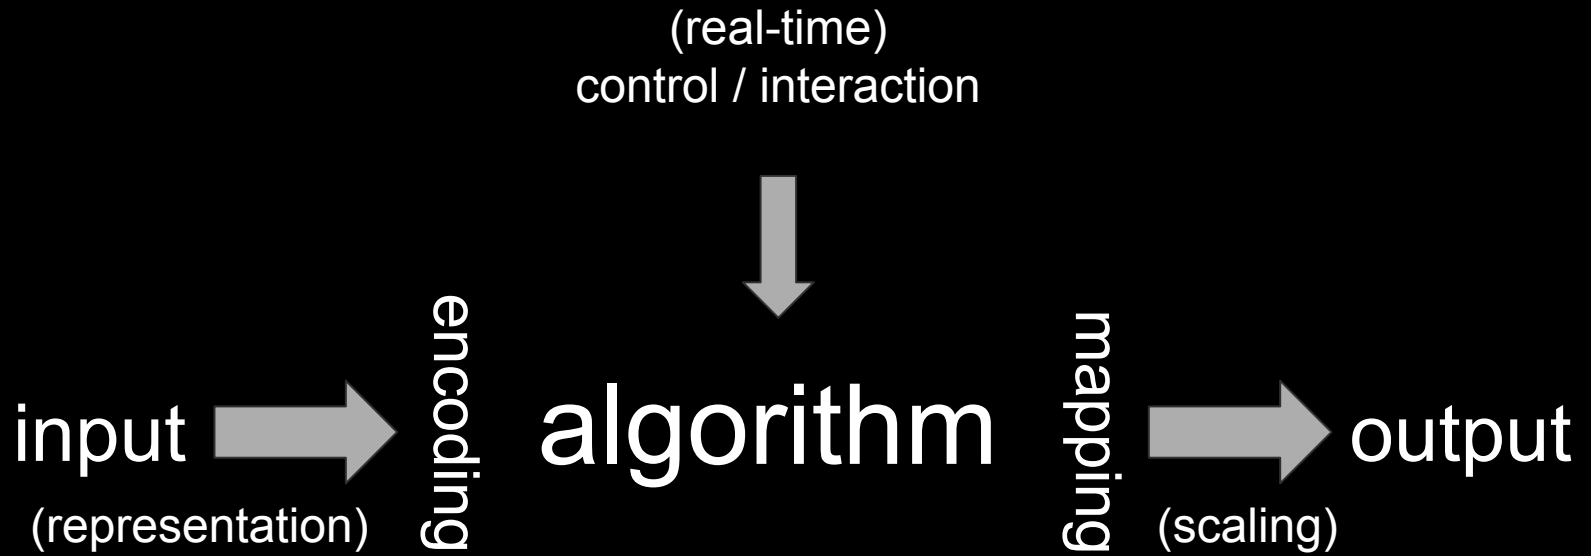 (real-time)
control / interaction
input
encoding
algorithm
mapping
output
(representation)
(scaling)